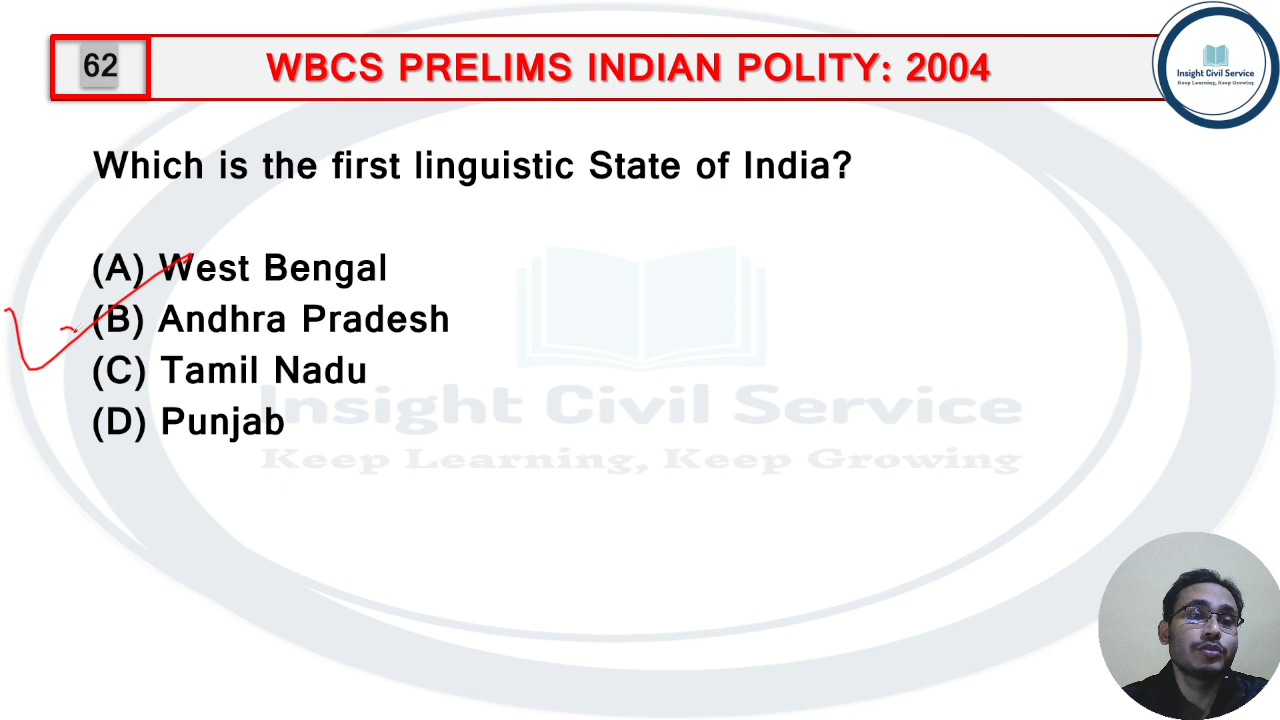 62
WBCS PRELIMS INDIAN POLITY: 2004
Insight Civil Service
Keep Learning, Keep Growing
Which is the first linguistic State of India?
(A) West Bengal
(B) Andhra Pradesh
(C) Tamil Nadu
(D) Punjab
Insight Civil Service
Keep Learning, Keep Growing